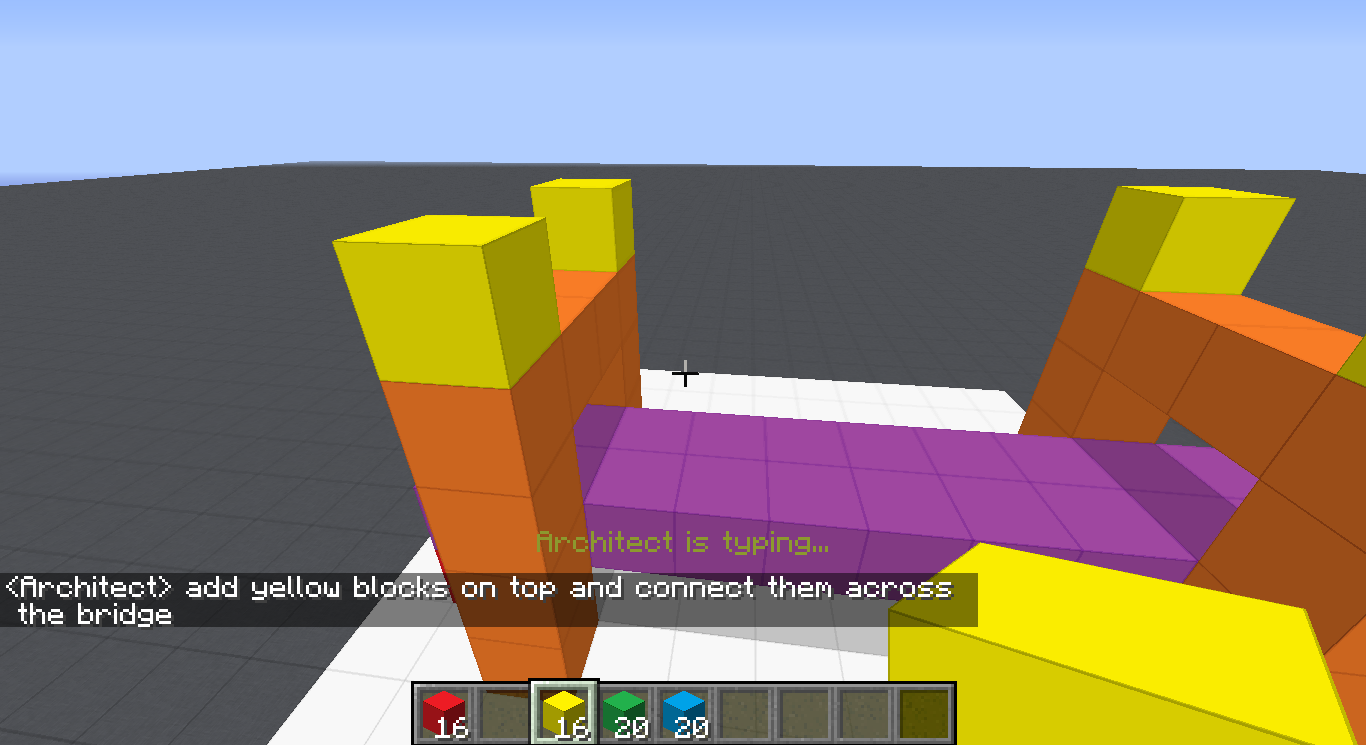 Architect is typing...
<Architect> add yellow blocks on top and connect them across
the bridge
16 16 20 20